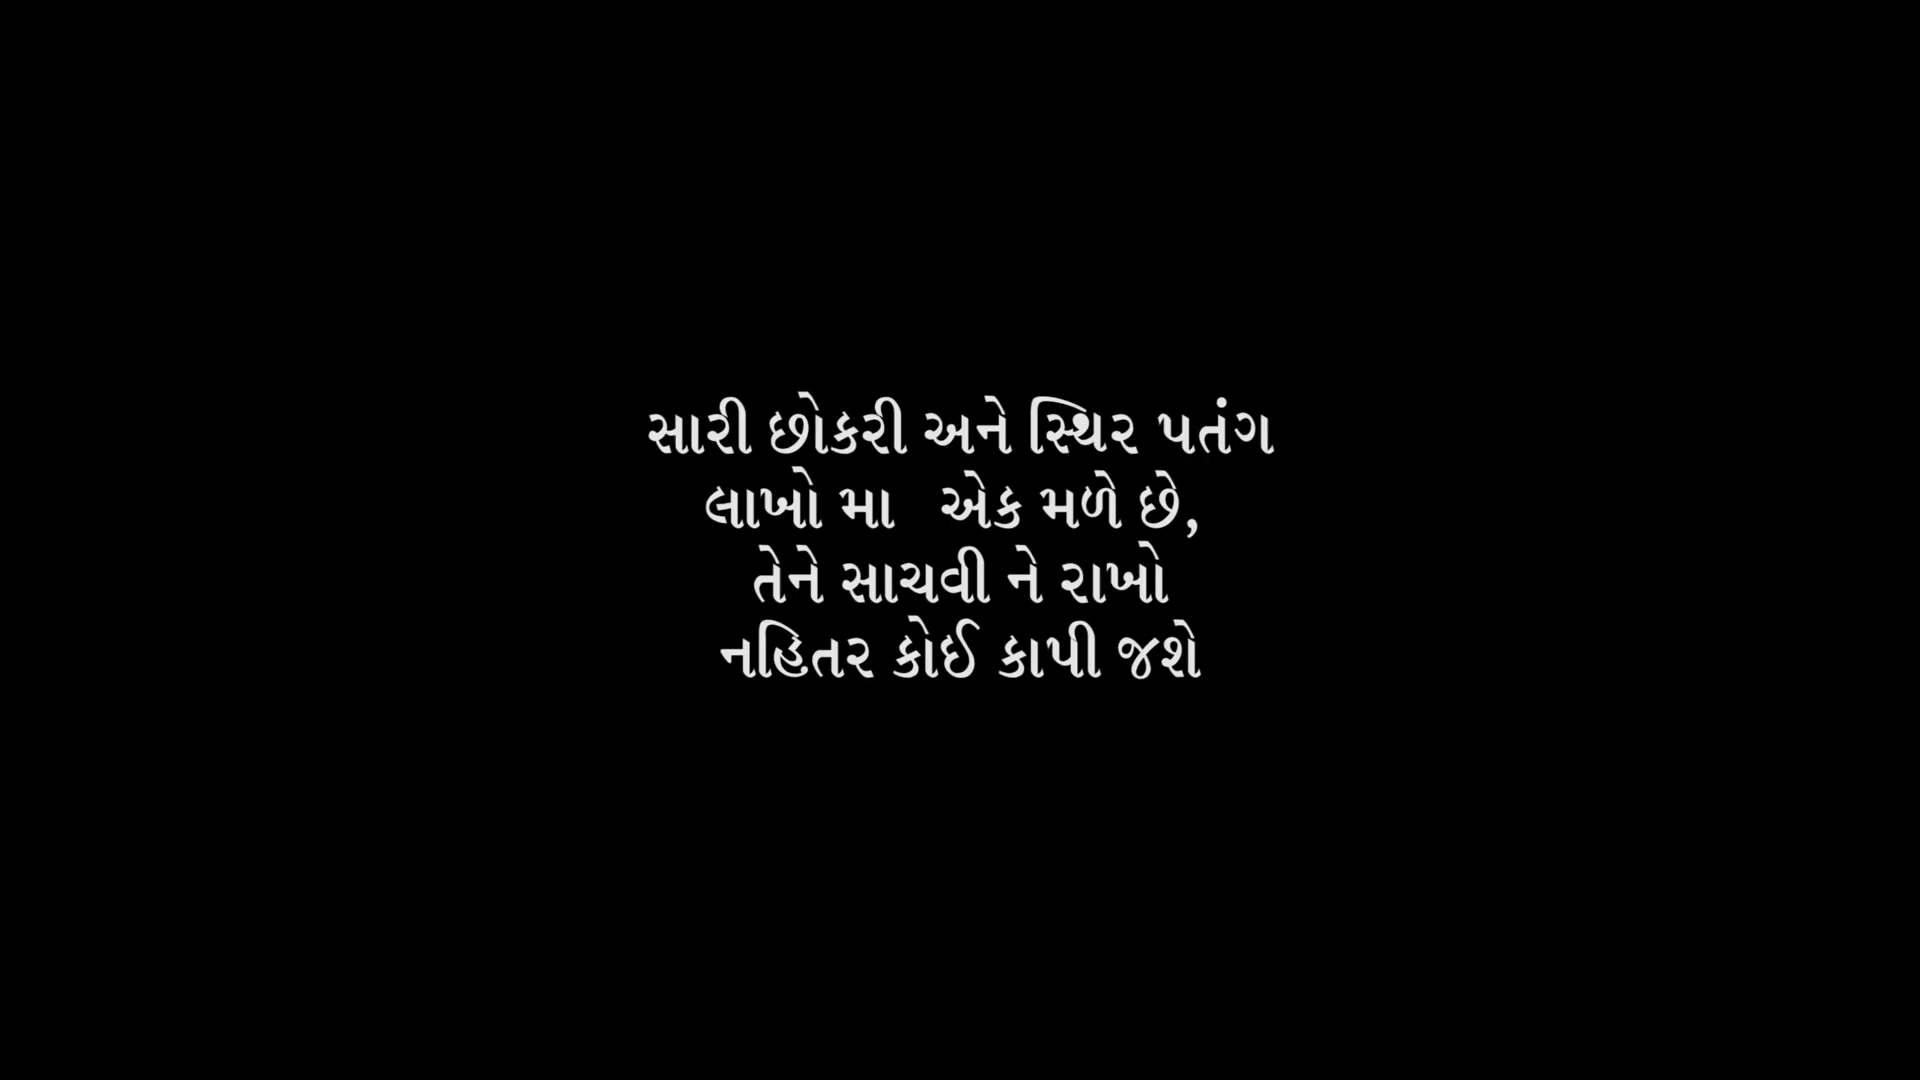 સારી છોકરી અને સ્થિર પતંગ
લાખો મા એક મળે છે,
તેને સાચવી ને રાખો
નહિતર કોઈ કાપી જશે